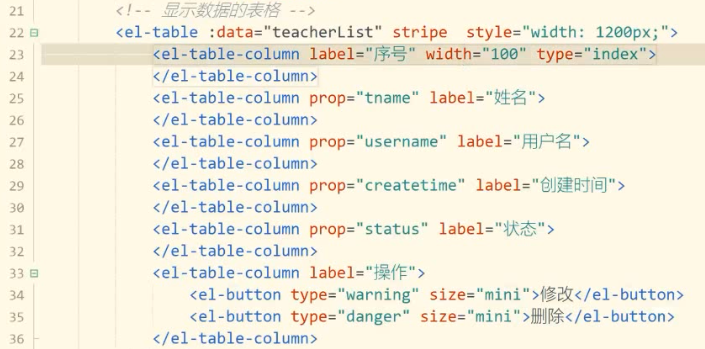 21 <!-- 显示数据的表格 -->
22 <el-table :data="teacherList" stripe  style="width: 1200px;">
23 <el-table-column label="序号" width="100" type="index">
24 </el-table-column>
25 <el-table-column prop="tname" label="姓名">
26 </el-table-column>
27 <el-table-column prop="username" label="用户名">
28 </el-table-column>
29 <el-table-column prop="createtime" label="创建时间">
30 </el-table-column>
31 <el-table-column prop="status" label="状态">
32 </el-table-column>
33 <el-table-column label="操作">
34 <el-button type="warning" size="mini">修改</el-button>
35 <el-button type="danger" size="mini">删除</el-button>
36 </el-table-column>